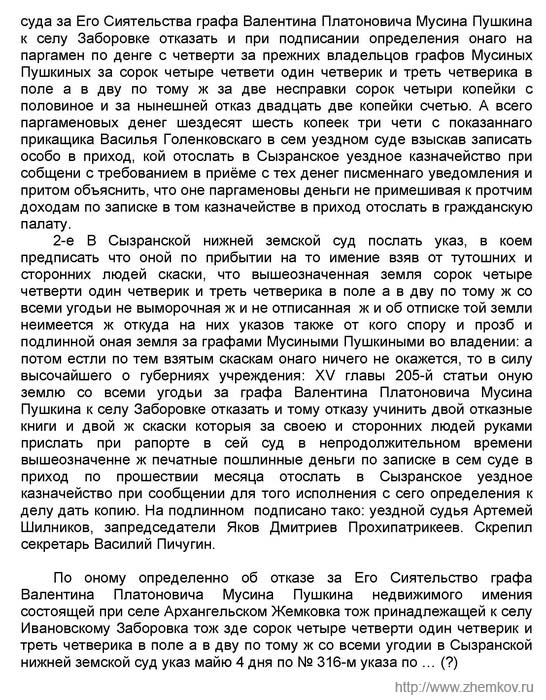 суда за Его Сиятельства графа Валентина Платоновича Мусина Пушкина
к селу Заборовке отказать и при подписании определения онаго на
паргамен по денге с четверти за прежних владельцов графов Мусиных
Пушкиных за сорок четыре четвети один четверик и треть четверика в
поле а в дву по тому ж за две несправки сорок четыри копейки с
половиное и за нынешней отказ двадцать две копейки счетью. А всего
паргаменовых денег шездесят шесть копеек три чети с показаннаго
прикащика Василья Голенковскаго в сем уездном суде взыскав записать
особо в приход, кой отослать в Сызранское уездное казначейство при
собщени с требованием в приёме с тех денег писменнаго уведомления и
притом объяснить, что оне паргаменовы деньги не примешивая к протчим
доходам по записке в том казначействе в приход отослать в гражданскую
палату.
2-е В Сызранской нижней земской суд послать указ, в коем
предписать что оной по прибытии на то имение взяв от тутошних и
сторонних людей скаски, что вышеозначенная земля сорок четыре
четверти один четверик и треть четверика в поле а в дву по тому ж со
всеми угодьи не выморочная ж и не отписанная ж и об отписке той земли
неимеется ж откуда на них указов также от кого спору и прозб и
подлинной оная земля за графами Мусиными Пушкиными во владении: а
потом естли по тем взятым скаскам онаго ничего не окажется, то в силу
высочайшего о губерниях учреждения: XV главы 205-й статьи оную
землю со всеми угодьи за графа Валентина Платоновича Мусина
Пушкина к селу Заборовке отказать и тому отказу учинить двой отказные
книги и двой ж скаски которыя за своею и сторонних людей руками
прислать при рапорте в сей суд в непродолжительном времени
вышеозначенне ж печатные пошлинные деньги по записке в сем суде в
приход по прошествии месяца отослать в Сызранское уездное
казначейство при сообщении для того исполнения с сего определения к
делу дать копию. На подлинном подписано тако: уездной судья Артемей
Шилников, запредседатели Яков Дмитриев Прохипатрикеев. Скрепил
секретарь Василий Пичугин.
По оному определенно об отказе за Его Сиятельство графа
Валентина Платоновича Мусина Пушкина недвижимого имения
состоящей при селе Архангельском Жемковка тож принадлежащей к селу
Ивановскому Заборовка тож зде сорок четыре четверти один четверик и
треть четверика в поле а в дву по тому ж со всеми угодии в Сызранской
нижней земской суд указ майю 4 дня по № 316-м указа по … (?)
http://www.zhemkov.ru